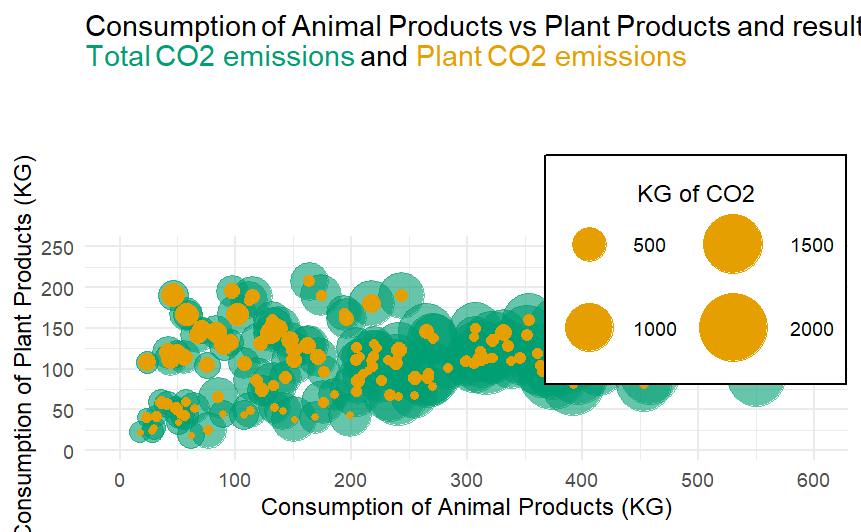 Consumption of Animal Products vs Plant Products and result
Total CO2 emissions and Plant CO2 emissions
KG of CO2
500 1500
1000 2000
Consumption of Plant Products (KG)
250
200
150
100
50
0
0 100 200 300 400 500 600
Consumption of Animal Products (KG)